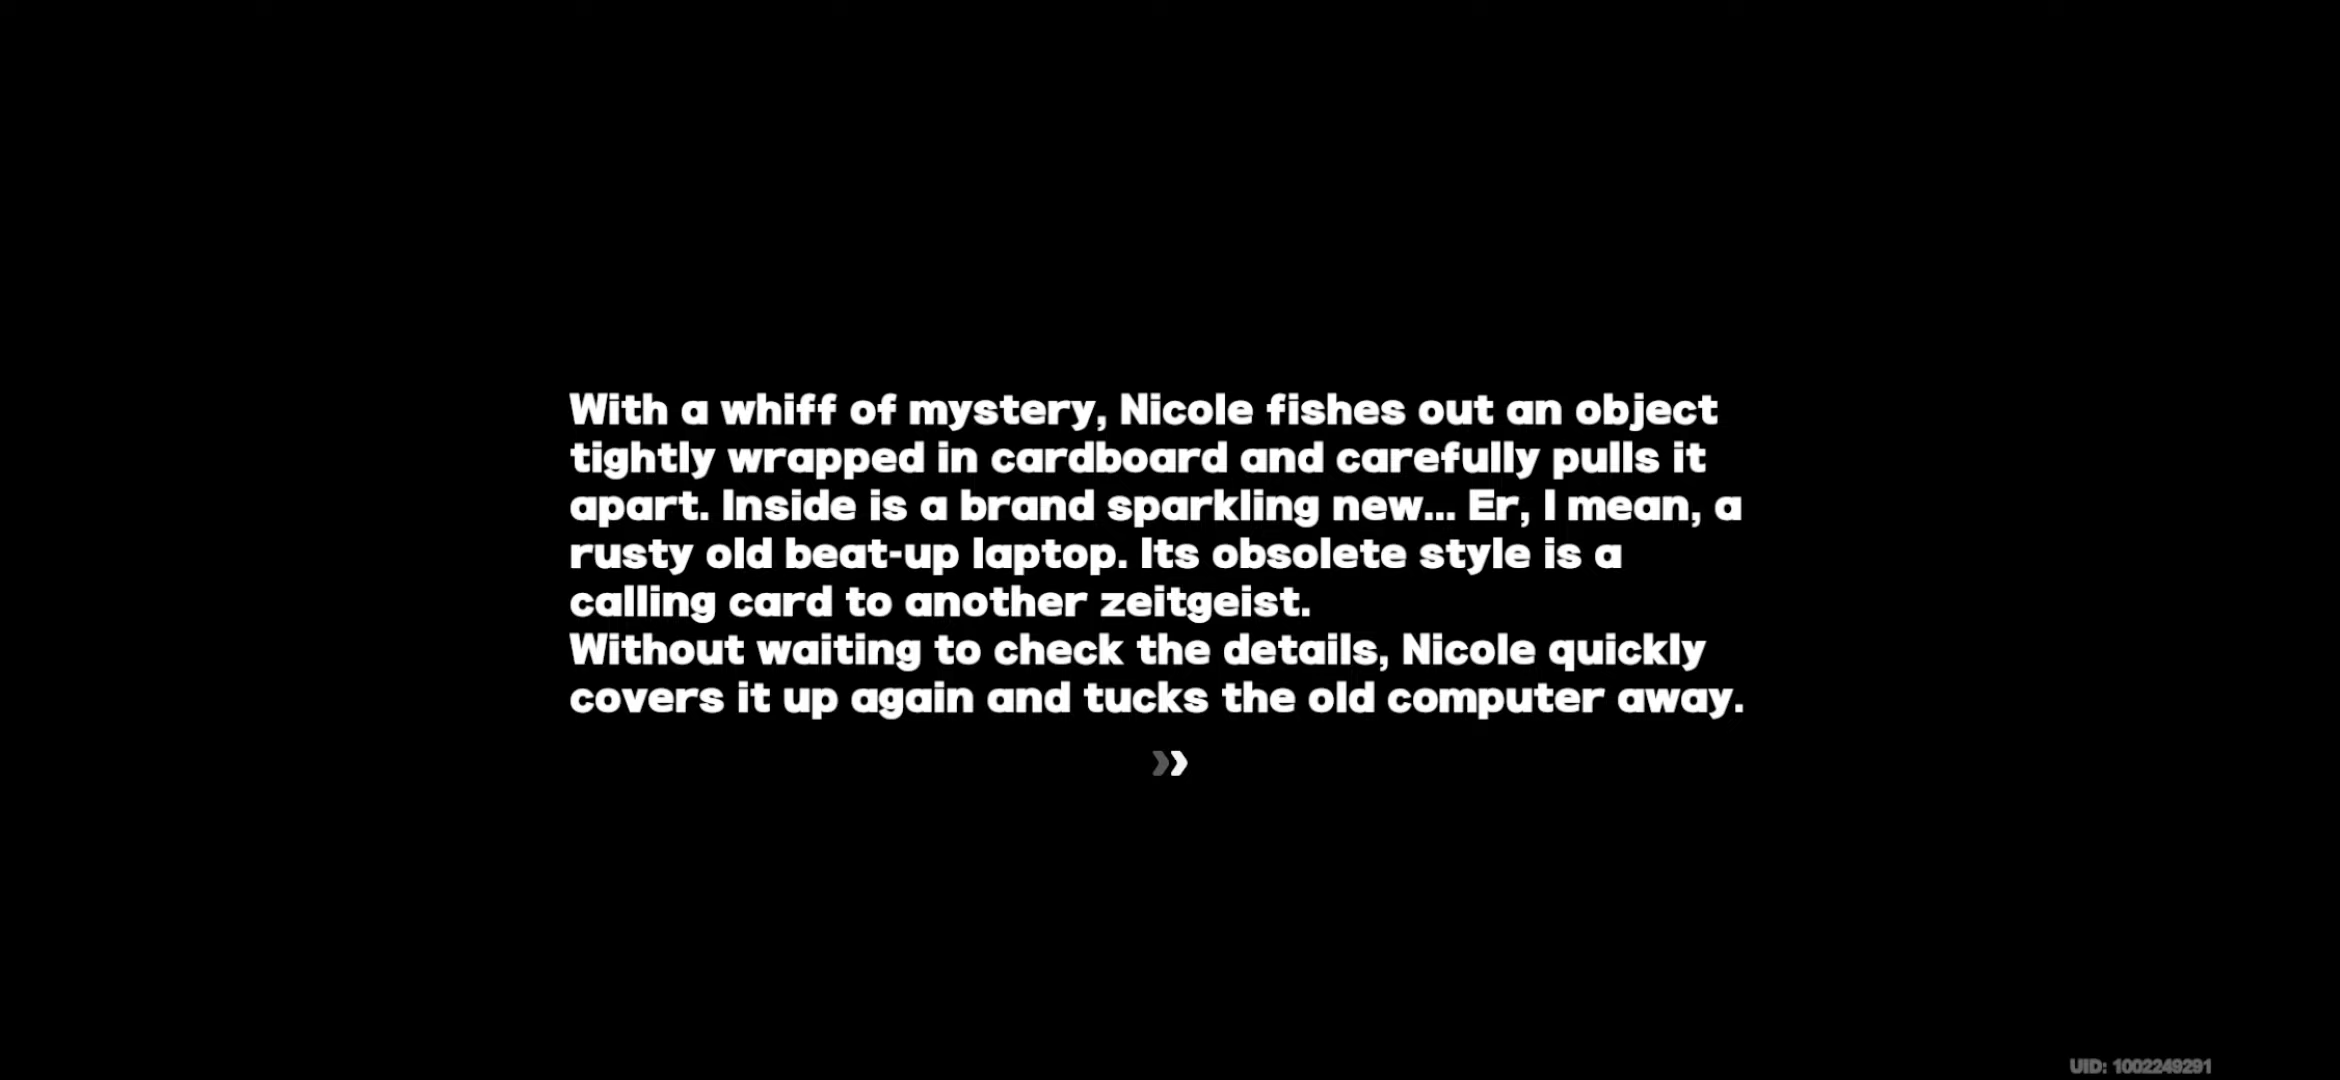 With a whiff of mystery, Nicole fishes out an object
tightly wrapped in cardboard and carefully pulls it
apart. Inside is a brand sparkling new... Er, I mean, a
rusty old beat-up laptop. Its obsolete style is a
calling card to another zeitgeist.
Without waiting to check the details, Nicole quickly
covers it up again and tucks the old computer away.
UID: 1002249291